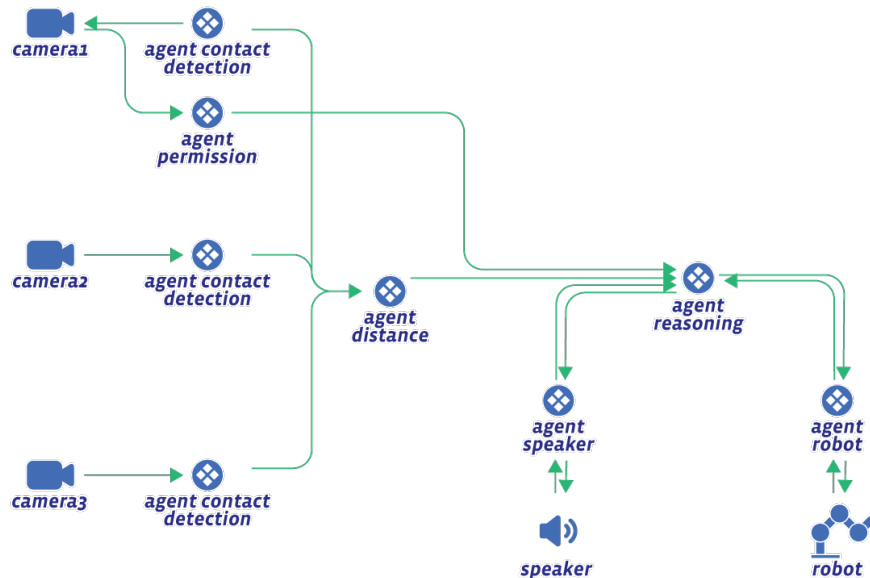 camera1
agent contact
detection
agent
permission
camera2
agent contact
detection
agent
distance
agent
reasoning
agent
speaker
agent
robot
camera3
agent contact
detection
speaker
robot